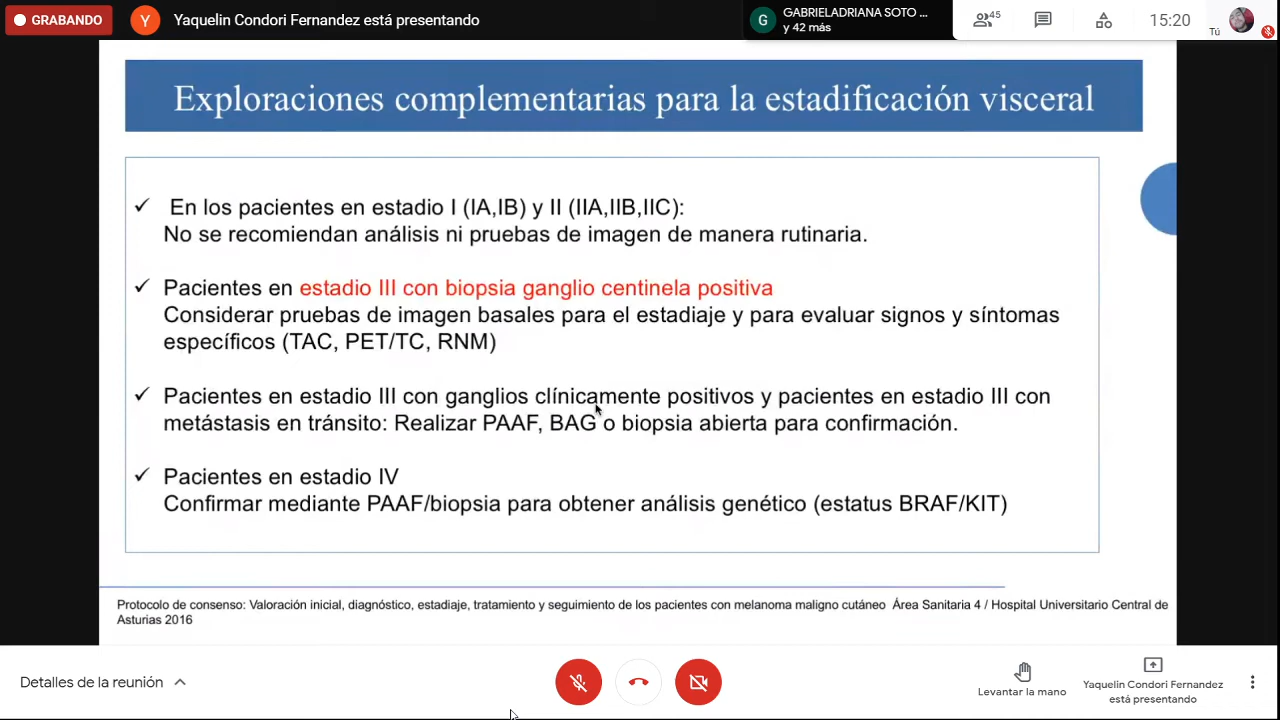 GRABANDO
Y
Yaquelin Condori Fernandez está presentando
G
GABRIELADRIANA SOTO ...
y 42 más
45
15:20
Tú
Exploraciones complementarias para la estadificación visceral
✓ En los pacientes en estadio I (IA,IB) y II (IIA,IIB,IIC):
No se recomiendan análisis ni pruebas de imagen de manera rutinaria.
✓ Pacientes en estadio III con biopsia ganglio centinela positiva
Considerar pruebas de imagen basales para el estadiaje y para evaluar signos y síntomas
específicos (TAC, PET/TC, RNM)
✓ Pacientes en estadio III con ganglios clínicamente positivos y pacientes en estadio III con
metástasis en tránsito: Realizar PAAF, BAG o biopsia abierta para confirmación.
✓ Pacientes en estadio IV
Confirmar mediante PAAF/biopsia para obtener análisis genético (estatus BRAF/KIT)
Protocolo de consenso: Valoración inicial, diagnóstico, estadiaje, tratamiento y seguimiento de los pacientes con melanoma maligno cutáneo Área Sanitaria 4 / Hospital Universitario Central de
Asturias 2016
Detalles de la reunión
Levantar la mano
Yaquelin Condori Fernandez
está presentando